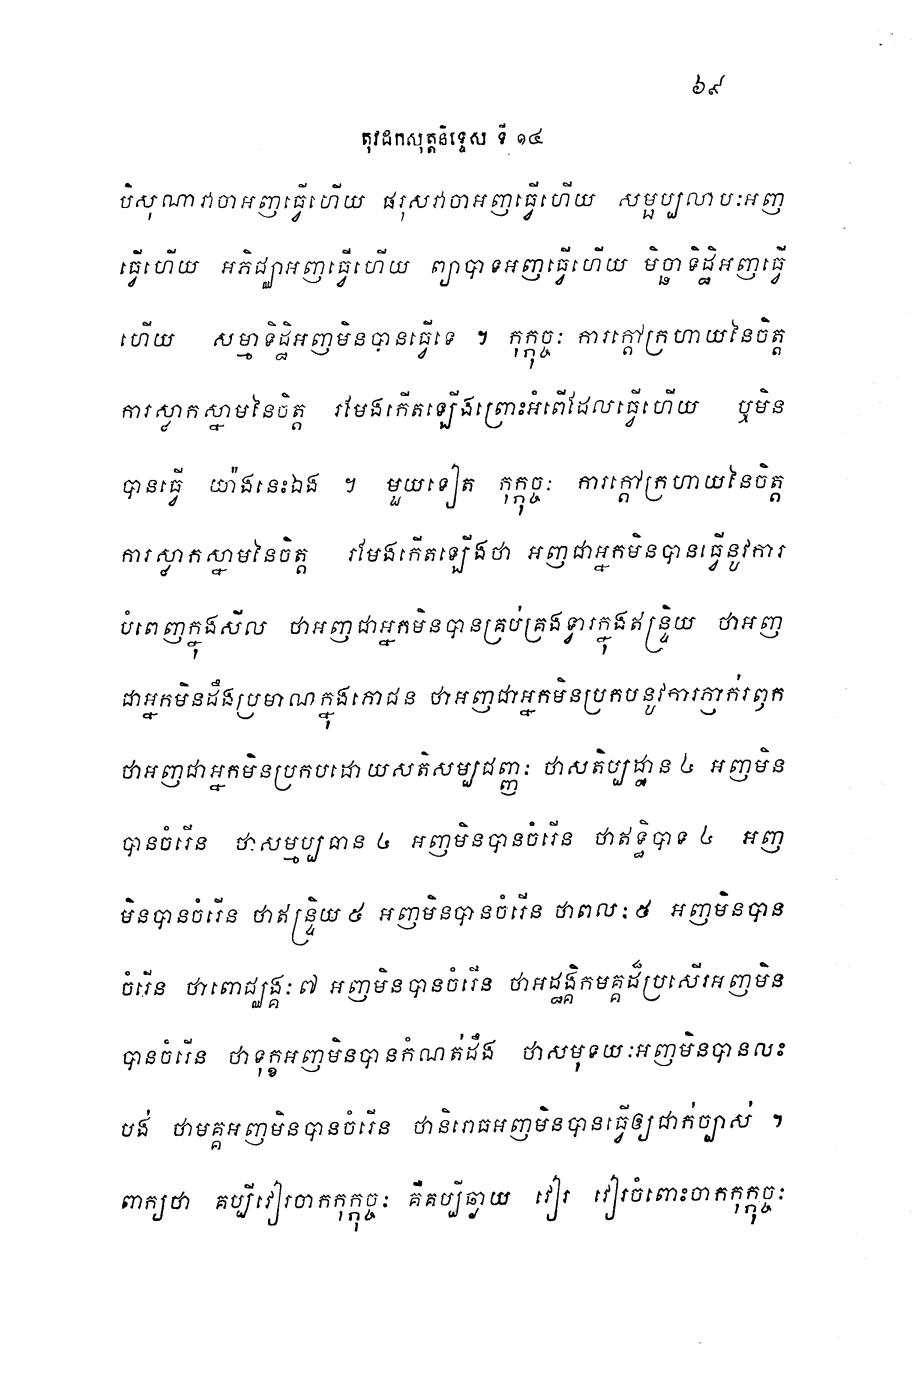 ៦៩
តុវដកសុត្តនិទ្ទេស ទី ១៤
បិសុណាវាចាអញធ្វើហើយ ផរុសវាចាអញធ្វើហើយ សម្ផប្បលាបៈអញ
ធ្វើហើយ អភិជ្ឈាអញធ្វើហើយ ព្យាបាទអញធ្វើហើយ មិច្ឆាទិដ្ឋិអញធ្វើ
ហើយ សម្មាទិដ្ឋិអញមិនបានធ្វើទេ ។ កុក្កុច្ចៈ ការក្តៅក្រហាយនៃចិត្ត
ការស្វាកស្នាមនៃចិត្ត រមែងកើតឡើងព្រោះអំពើដែលធ្វើហើយ ឬមិន
បានធ្វើ យ៉ាងនេះឯង ។ មួយទៀត កុក្កុច្ចៈ ការក្តៅក្រហាយនៃចិត្ត
ការស្វាកស្នាមនៃចិត្ត រមែងកើតឡើងថា អញជាអ្នកមិនបានធ្វើនូវការ
បំពេញក្នុងសីល ថាអញជាអ្នកមិនបានគ្រប់គ្រងទ្វារក្នុងឥន្ទ្រិយ ថាអញ
ជាអ្នកមិនដឹងប្រមាណក្នុងភោជន ថាអញជាអ្នកមិនប្រកបនូវការភ្ញាក់រឭក
ថាអញជាអ្នកមិនប្រកបដោយសតិសម្បជញ្ញៈ ថាសតិប្បដ្ឋាន ៤ អញមិន
បានចំរើន ថាសម្មប្បធាន ៤ អញមិនបានចំរើន ថាឥទ្ធិបាទ ៤ អញ
មិនបានចំរើន ថាឥន្ទ្រិយ ៥ អញមិនបានចំរើន ថាពលៈ ៥ អញមិនបាន
ចំរើន ថាពោជ្ឈង្គៈ ៧ អញមិនបានចំរើន ថាអដ្ឋង្គិកមគ្គដ៏ប្រសើរអញមិន
បានចំរើន ថាទុក្ខអញមិនបានកំណត់ដឹង ថាសមុទយៈអញមិនបានលះ
បង់ ថាមគ្គអញមិនបានចំរើន ថានិរោធអញមិនបានធ្វើឲ្យជាក់ច្បាស់ ។
ពាក្យថា គប្បីវៀរចាកកុក្កុច្ចៈ គឺគប្បីឆ្ងាយ វៀរ វៀរចំពោះចាកកុក្កុច្ចៈ